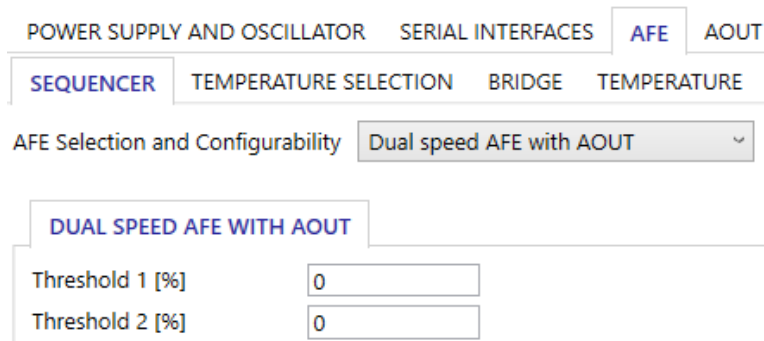 POWER SUPPLY AND OSCILLATOR SERIAL INTERFACES AFE AOUT
SEQUENCER TEMPERATURE SELECTION BRIDGE TEMPERATURE
AFE Selection and Configurability Dual speed AFE with AOUT
DUAL SPEED AFE WITH AOUT
Threshold 1 [%] 0
Threshold 2 [%] 0